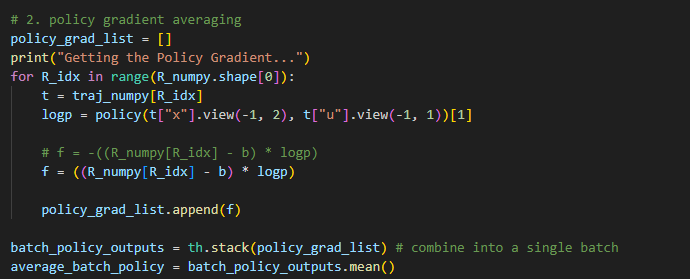 # 2. policy gradient averaging
policy_grad_list = []
print("Getting the Policy Gradient...")
for R_idx in range(R_numpy.shape[0]):
    t = traj_numpy[R_idx]
    logp = policy(t["x"].view(-1, 2), t["u"].view(-1, 1))[1]
    # f = -((R_numpy[R_idx] - b) * logp)
    f = ((R_numpy[R_idx] - b) * logp)
    policy_grad_list.append(f)
batch_policy_outputs = th.stack(policy_grad_list) # combine into a single batch
average_batch_policy = batch_policy_outputs.mean()